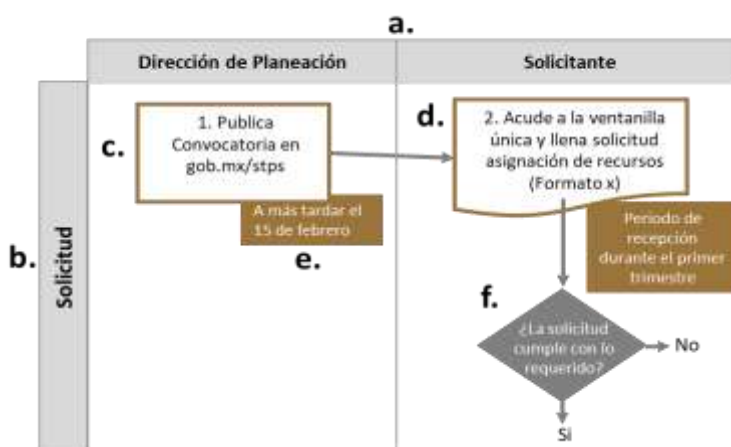 a.
Dirección de Planeación
Solicitante
b.
Solicitud
c.
1. Publica
Convocatoria en
gob.mx/stps
A más tardar el
15 de febrero
e.
d.
2. Acude a la ventanilla
única y llena solicitud
asignación de recursos
(Formato x)
Periodo de
recepción
durante el primer
trimestre
f.
¿La solicitud
cumple con lo
requerido?
No
Si